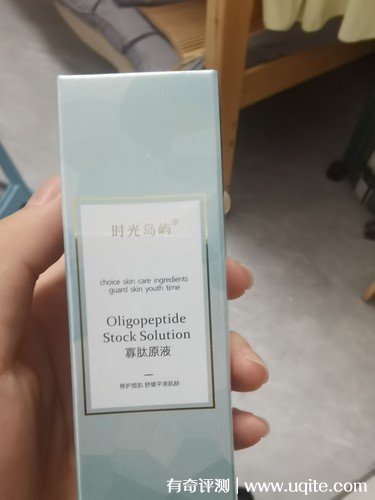 时光岛屿®
choice skin care ingredients
guard skin youth time
Oligopeptide
Stock Solution
寡肽原液
修护痘肌 舒缓平滑肌肤
有奇评测 | www.uqite.com